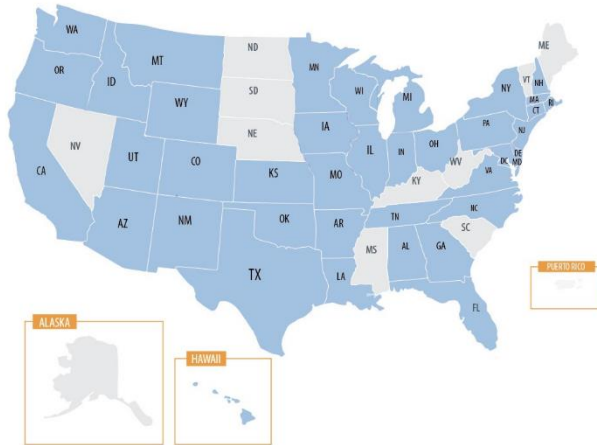 WA
MT
ND
MN
ME
VT
NH
OR
ID
SD
WI
MI
NY
MA
RI
CT
WY
IA
PA
NJ
NV
NE
IL
IN
OH
DE
MD
DC
UT
CO
KS
MO
WV
VA
CA
KY
NC
AZ
NM
OK
AR
TN
SC
MS
AL
GA
TX
LA
FL
PUERTO RICO
ALASKA
HAWAII